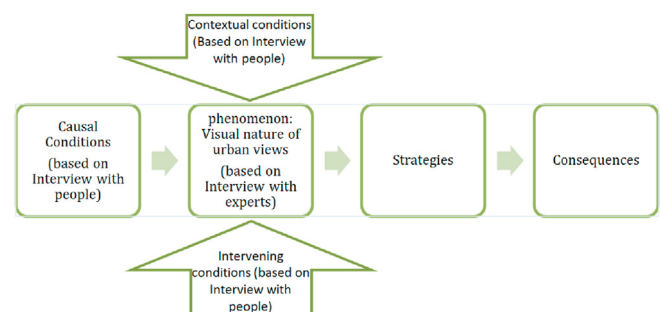 Contextual conditions
(Based on Interview
with people)
Causal
Conditions
(based on
Interview with
people)
phenomenon:
Visual nature of
urban views
(based on
Interview with
experts)
Strategies
Consequences
Intervening
conditions (based on
Interview with
people)